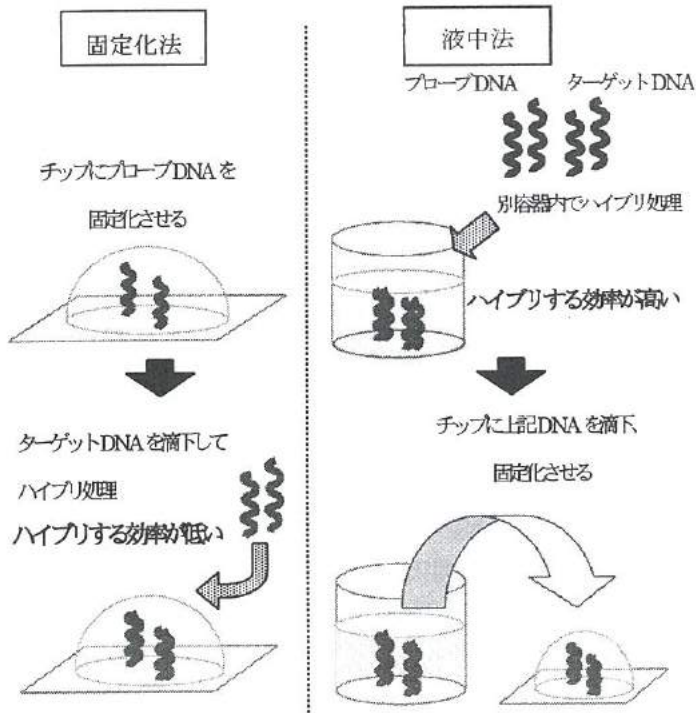 固定化法
チップにプローブDNAを
固定化させる
ターゲットDNAを滴下して
ハイブリ処理
ハイブリする効率が低い
液中法
プローブDNA ターゲットDNA
別容器内でハイブリ処理
ハイブリする効率が高い
チップに上記DNAを滴下、
固定化させる